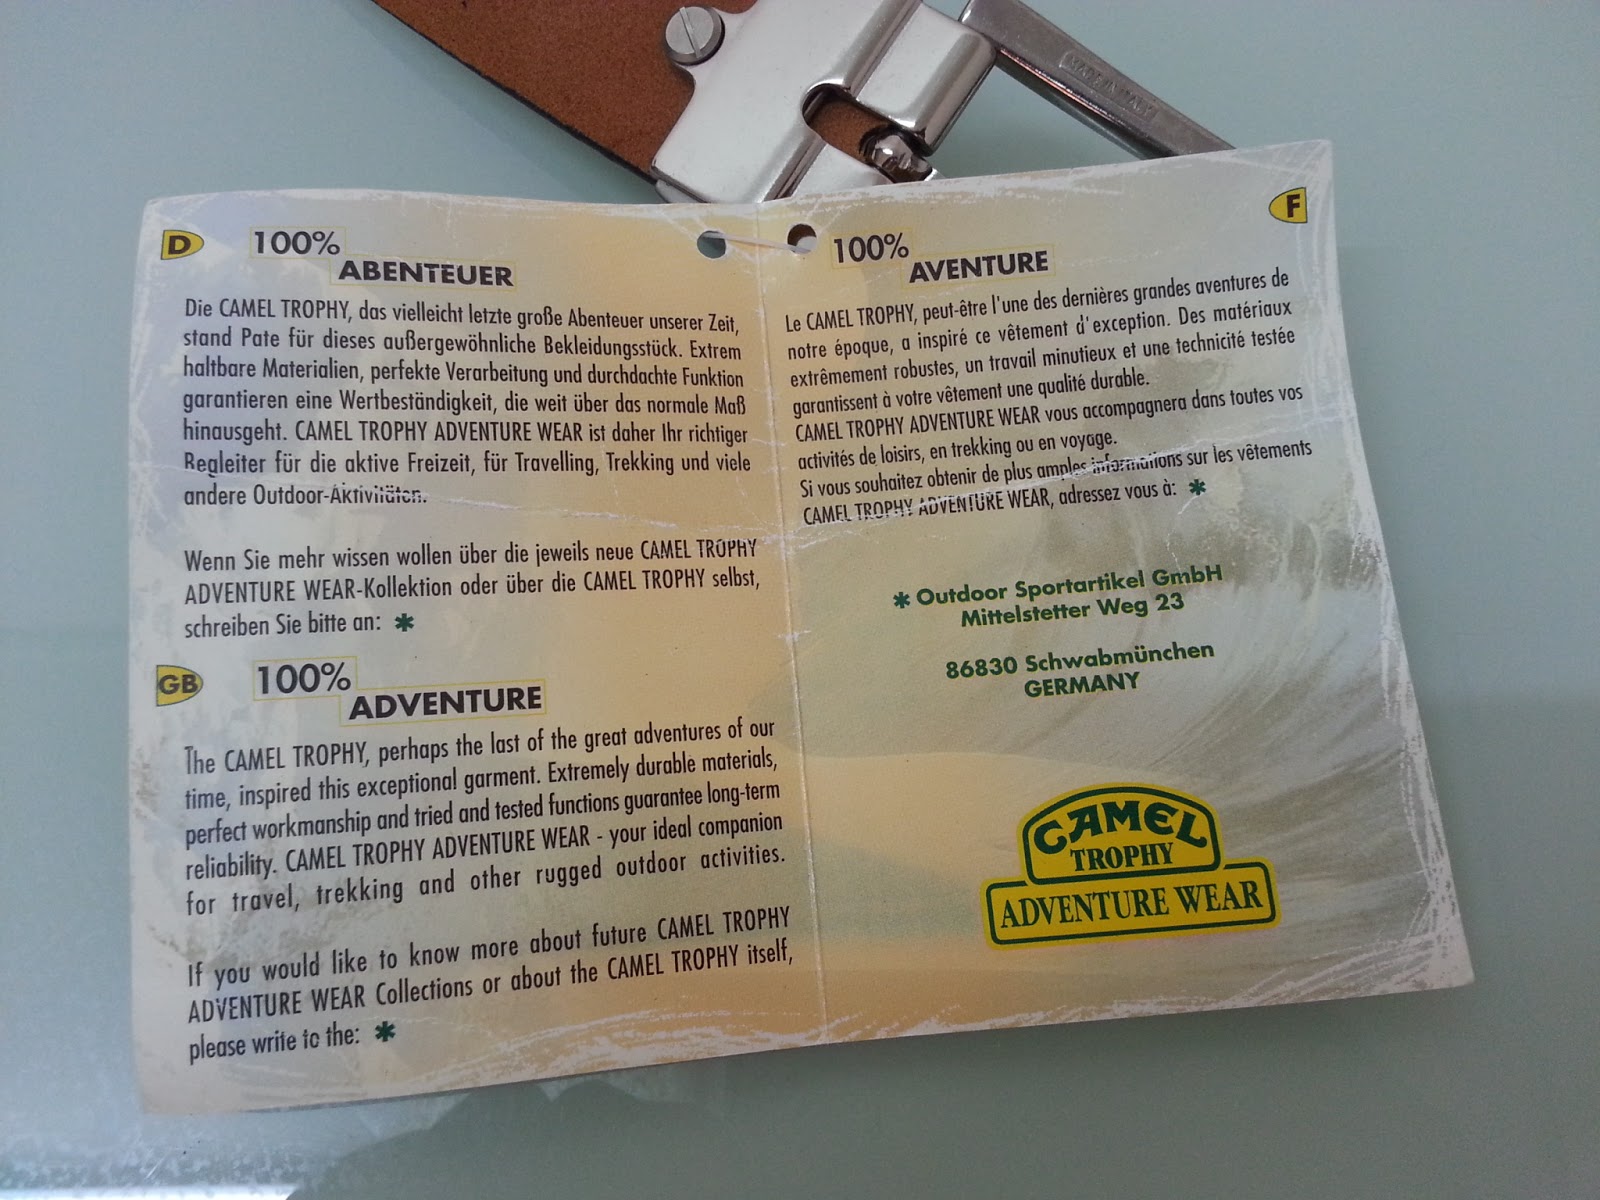 MADE IN ITALY
D
100%
ABENTEUER
Die CAMEL TROPHY, das vielleicht letzte große Abenteuer unserer Zeit,
stand Pate für dieses außergewöhnliche Bekleidungsstück. Extrem
haltbare Materialien, perfekte Verarbeitung und durchdachte Funktion
garantieren eine Wertbeständigkeit, die weit über das normale Maß
hinausgeht. CAMEL TROPHY ADVENTURE WEAR ist daher Ihr richtiger
Begleiter für die aktive Freizeit, für Travelling, Trekking und viele
andere Outdoor-Aktivitäten.
Wenn Sie mehr wissen wollen über die jeweils neue CAMEL TROPHY
ADVENTURE WEAR-Kollektion oder über die CAMEL TROPHY selbst,
schreiben Sie bitte an: *
GB
100%
ADVENTURE
The CAMEL TROPHY, perhaps the last of the great adventures of our
time, inspired this exceptional garment. Extremely durable materials,
perfect workmanship and tried and tested functions guarantee long-term
reliability. CAMEL TROPHY ADVENTURE WEAR - your ideal companion
for travel, trekking and other rugged outdoor activities.
If you would like to know more about future CAMEL TROPHY
ADVENTURE WEAR Collections or about the CAMEL TROPHY itself,
please write to the: *
F
100%
AVENTURE
Le CAMEL TROPHY, peut-être l'une des dernières grandes aventures de
notre époque, a inspiré ce vêtement d'exception. Des matériaux
extrêmement robustes, un travail minutieux et une technicité testée
garantissent à votre vêtement une qualité durable.
CAMEL TROPHY ADVENTURE WEAR vous accompagnera dans toutes vos
activités de loisirs, en trekking ou en voyage.
Si vous souhaitez obtenir de plus amples informations sur les vêtements
CAMEL TROPHY ADVENTURE WEAR, adressez vous à: *
* Outdoor Sportartikel GmbH
Mittelstetter Weg 23
86830 Schwabmünchen
GERMANY
CAMEL
TROPHY
ADVENTURE WEAR